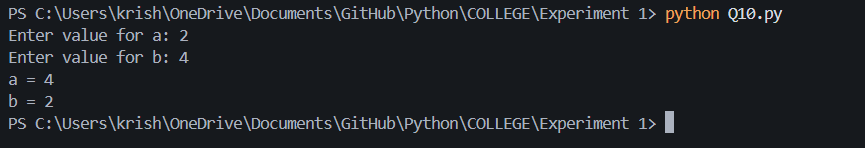 PS C:\Users\krish\OneDrive\Documents\GitHub\Python\COLLEGE\Experiment 1> python Q10.py
Enter value for a: 2
Enter value for b: 4
a = 4
b = 2
PS C:\Users\krish\OneDrive\Documents\GitHub\Python\COLLEGE\Experiment 1>